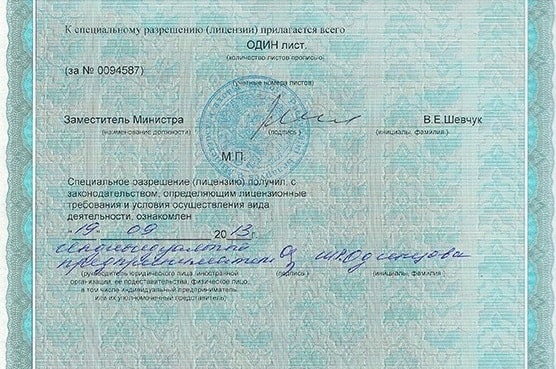 К специальному разрешению (лицензии) прилагается всего
ОДИН лист.
(количество листов прописью)
(за № 0094587)
(учетные номера листов)
Заместитель Министра В.Е.Шевчук
(наименование должности) (подпись) (инициалы, фамилия)
М.П.
Специальное разрешение (лицензию) получил, с
законодательством, определяющим лицензионные
требования и условия осуществления вида
деятельности, ознакомлен
«19» 09 2013 г.
индивидуальный
предприниматель Одинцова
(руководитель юридического лица, иностранной (подпись) (инициалы, фамилия)
организации, ее подоставительства, физическое лицо,
в том числе индивидуальный предприниматель
или их уполномоченный представитель)